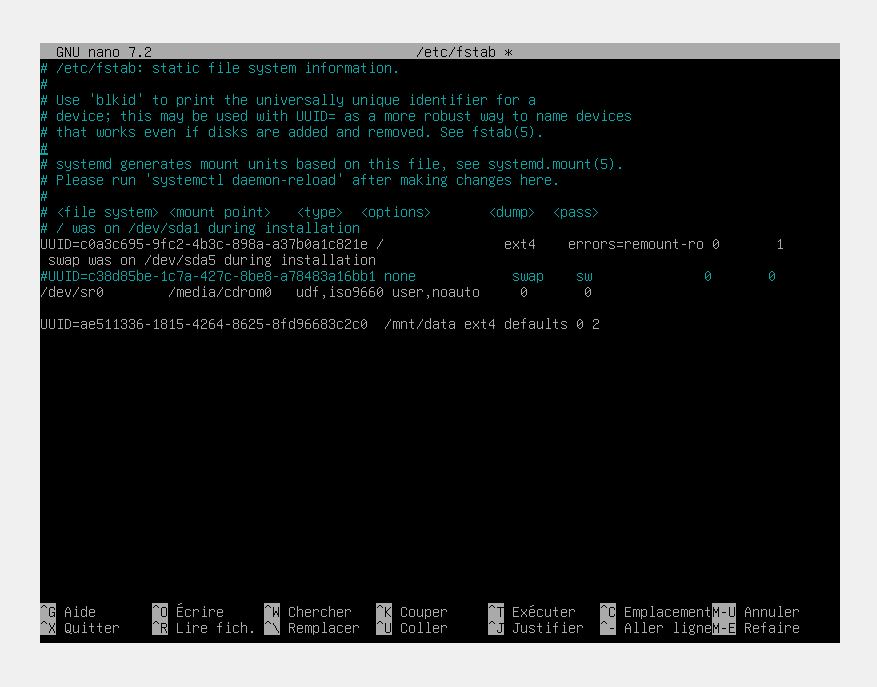 GNU nano 7.2 /etc/fstab *
# /etc/fstab: static file system information.
#
# Use 'blkid' to print the universally unique identifier for a
# device; this may be used with UUID= as a more robust way to name devices
# that works even if disks are added and removed. See fstab(5).
#
# systemd generates mount units based on this file, see systemd.mount(5).
# Please run 'systemctl daemon-reload' after making changes here.
#
# <file system> <mount point> <type> <options> <dump> <pass>
# / was on /dev/sda1 during installation
UUID=c0a3c695-9fc2-4b3c-898a-a37b0a1c821e / ext4 errors=remount-ro 0 1
swap was on /dev/sda5 during installation
#UUID=c38d85be-1c7a-427c-8be8-a78483a16bb1 none swap sw 0 0
/dev/sr0 /media/cdrom0 udf,iso9660 user,noauto 0 0
UUID=ae511336-1815-4264-8625-8fd96683c2c0 /mnt/data ext4 defaults 0 2
^G Aide ^O Écrire ^W Chercher ^K Couper ^T Exécuter ^C Emplacement M-U Annuler
^X Quitter ^R Lire fich. ^\ Remplacer ^U Coller ^J Justifier ^- Aller ligne M-E Refaire